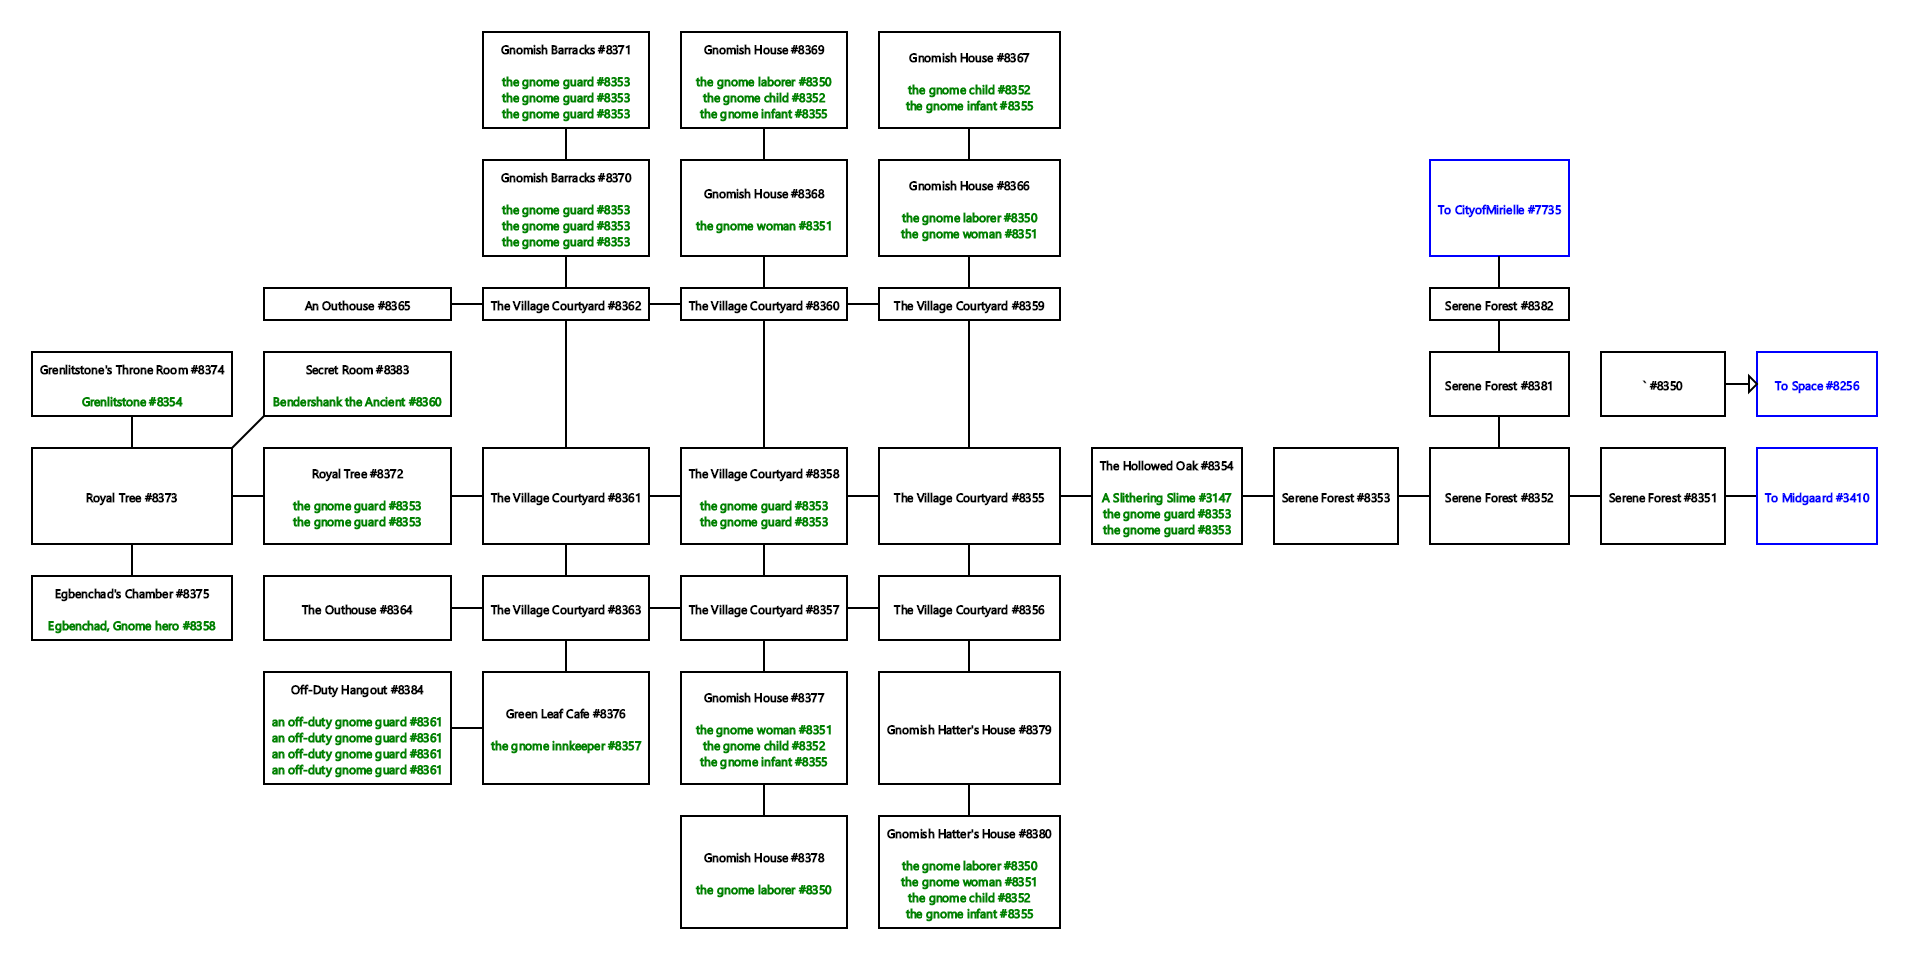 Gnomish Barracks #8371
the gnome guard #8353
the gnome guard #8353
the gnome guard #8353
Gnomish House #8369
the gnome laborer #8350
the gnome child #8352
the gnome infant #8355
Gnomish House #8367
the gnome child #8352
the gnome infant #8355
Gnomish Barracks #8370
the gnome guard #8353
the gnome guard #8353
the gnome guard #8353
Gnomish House #8368
the gnome woman #8351
Gnomish House #8366
the gnome laborer #8350
the gnome woman #8351
To CityofMirielle #7735
An Outhouse #8365
The Village Courtyard #8362
The Village Courtyard #8360
The Village Courtyard #8359
Serene Forest #8382
Grenlitstone's Throne Room #8374
Grenlitstone #8354
Secret Room #8383
Bendershank the Ancient #8360
Serene Forest #8381
` #8350
To Space #8256
Royal Tree #8373
Royal Tree #8372
the gnome guard #8353
the gnome guard #8353
The Village Courtyard #8361
The Village Courtyard #8358
the gnome guard #8353
the gnome guard #8353
The Village Courtyard #8355
The Hollowed Oak #8354
A Slithering Slime #3147
the gnome guard #8353
the gnome guard #8353
Serene Forest #8353
Serene Forest #8352
Serene Forest #8351
To Midgaard #3410
Egbenchad's Chamber #8375
Egbenchad, Gnome hero #8358
The Outhouse #8364
The Village Courtyard #8363
The Village Courtyard #8357
The Village Courtyard #8356
Off-Duty Hangout #8384
an off-duty gnome guard #8361
an off-duty gnome guard #8361
an off-duty gnome guard #8361
an off-duty gnome guard #8361
Green Leaf Cafe #8376
the gnome innkeeper #8357
Gnomish House #8377
the gnome woman #8351
the gnome child #8352
the gnome infant #8355
Gnomish Hatter's House #8379
Gnomish House #8378
the gnome laborer #8350
Gnomish Hatter's House #8380
the gnome laborer #8350
the gnome woman #8351
the gnome child #8352
the gnome infant #8355